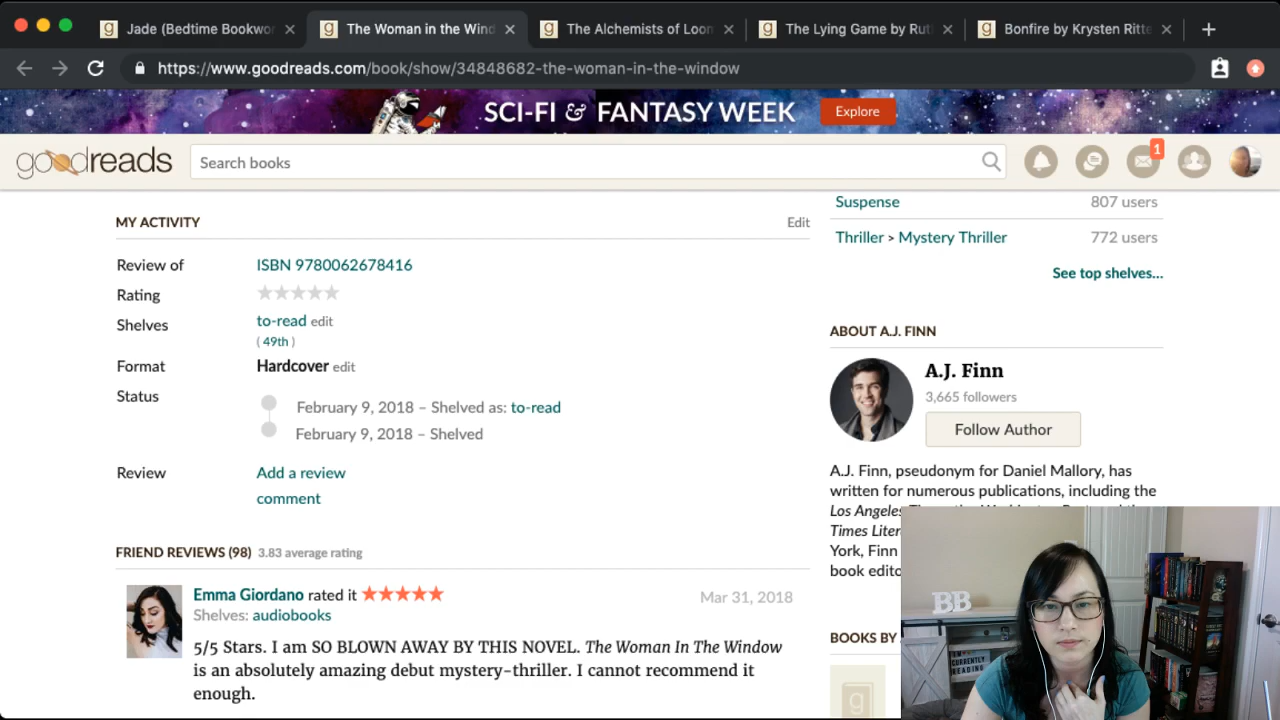 Jade (Bedtime Bookwor
The Woman in the Wind
The Alchemists of Loon
The Lying Game by Rut
Bonfire by Krysten Ritte
https://www.goodreads.com/book/show/34848682-the-woman-in-the-window
SCI-FI & FANTASY WEEK
Explore
goodreads
Search books
1
MY ACTIVITY
Edit
Review of ISBN 9780062678416
Rating
Shelves to-read edit
( 49th )
Format Hardcover edit
Status
February 9, 2018 – Shelved as: to-read
February 9, 2018 – Shelved
Review Add a review
comment
FRIEND REVIEWS (98) 3.83 average rating
Emma Giordano rated it
Mar 31, 2018
Shelves: audiobooks
5/5 Stars. I am SO BLOWN AWAY BY THIS NOVEL. The Woman In The Window
is an absolutely amazing debut mystery-thriller. I cannot recommend it
enough.
Suspense 807 users
Thriller > Mystery Thriller 772 users
See top shelves...
ABOUT A.J. FINN
A.J. Finn
3,665 followers
Follow Author
A.J. Finn, pseudonym for Daniel Mallory, has
written for numerous publications, including the
Los Angeles
Times Liter
York, Finn
book edito
BOOKS BY
BB
CURRENTLY
READING